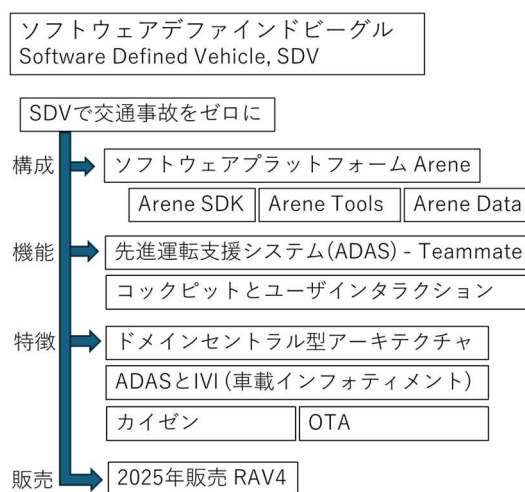 ソフトウェアデファインドビーグル
Software Defined Vehicle, SDV
SDVで交通事故をゼロに
構成
ソフトウェアプラットフォーム Arene
Arene SDK
Arene Tools
Arene Data
機能
先進運転支援システム(ADAS) - Teammate
コックピットとユーザインタラクション
特徴
ドメインセントラル型アーキテクチャ
ADASとIVI (車載インフォティメント)
カイゼン
OTA
販売
2025年販売 RAV4